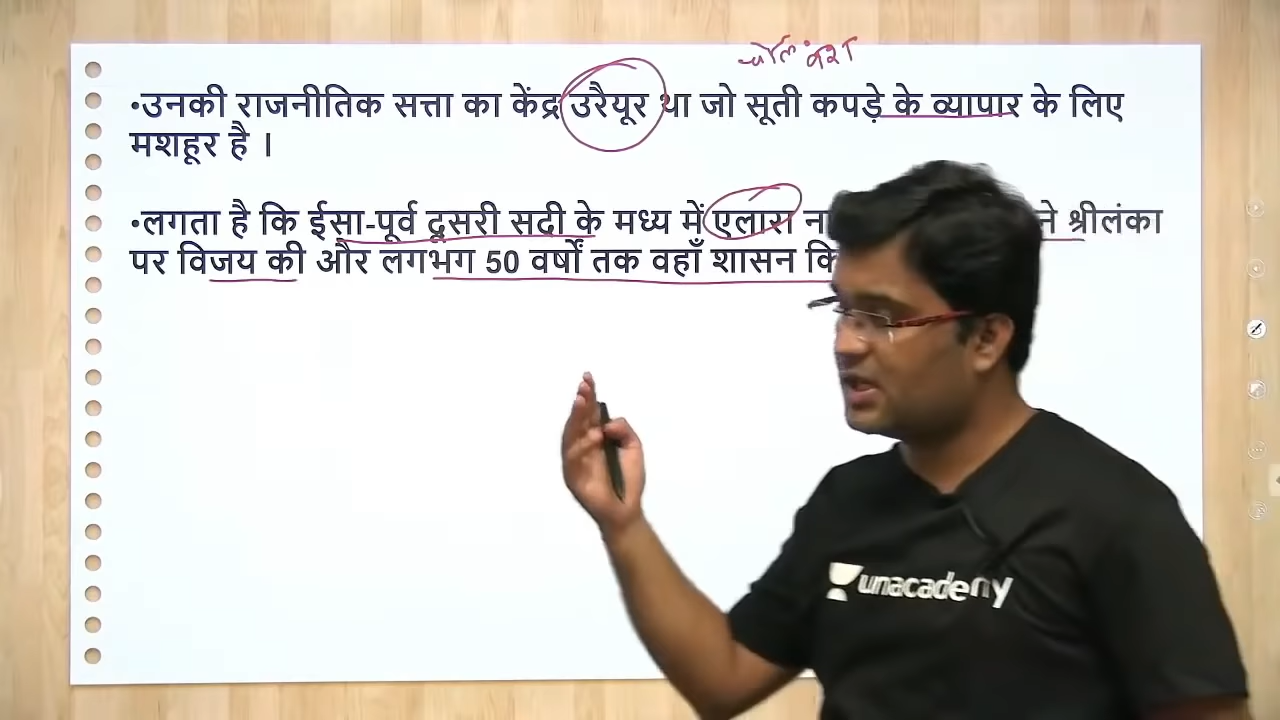 चोल वंश
•उनकी राजनीतिक सत्ता का केंद्र उरैयूर था जो सूती कपड़े के व्यापार के लिए
मशहूर है ।
•लगता है कि ईसा-पूर्व दूसरी सदी के मध्य में एलारा ने श्रीलंका
पर विजय की और लगभग 50 वर्षों तक वहाँ शासन
unacademy